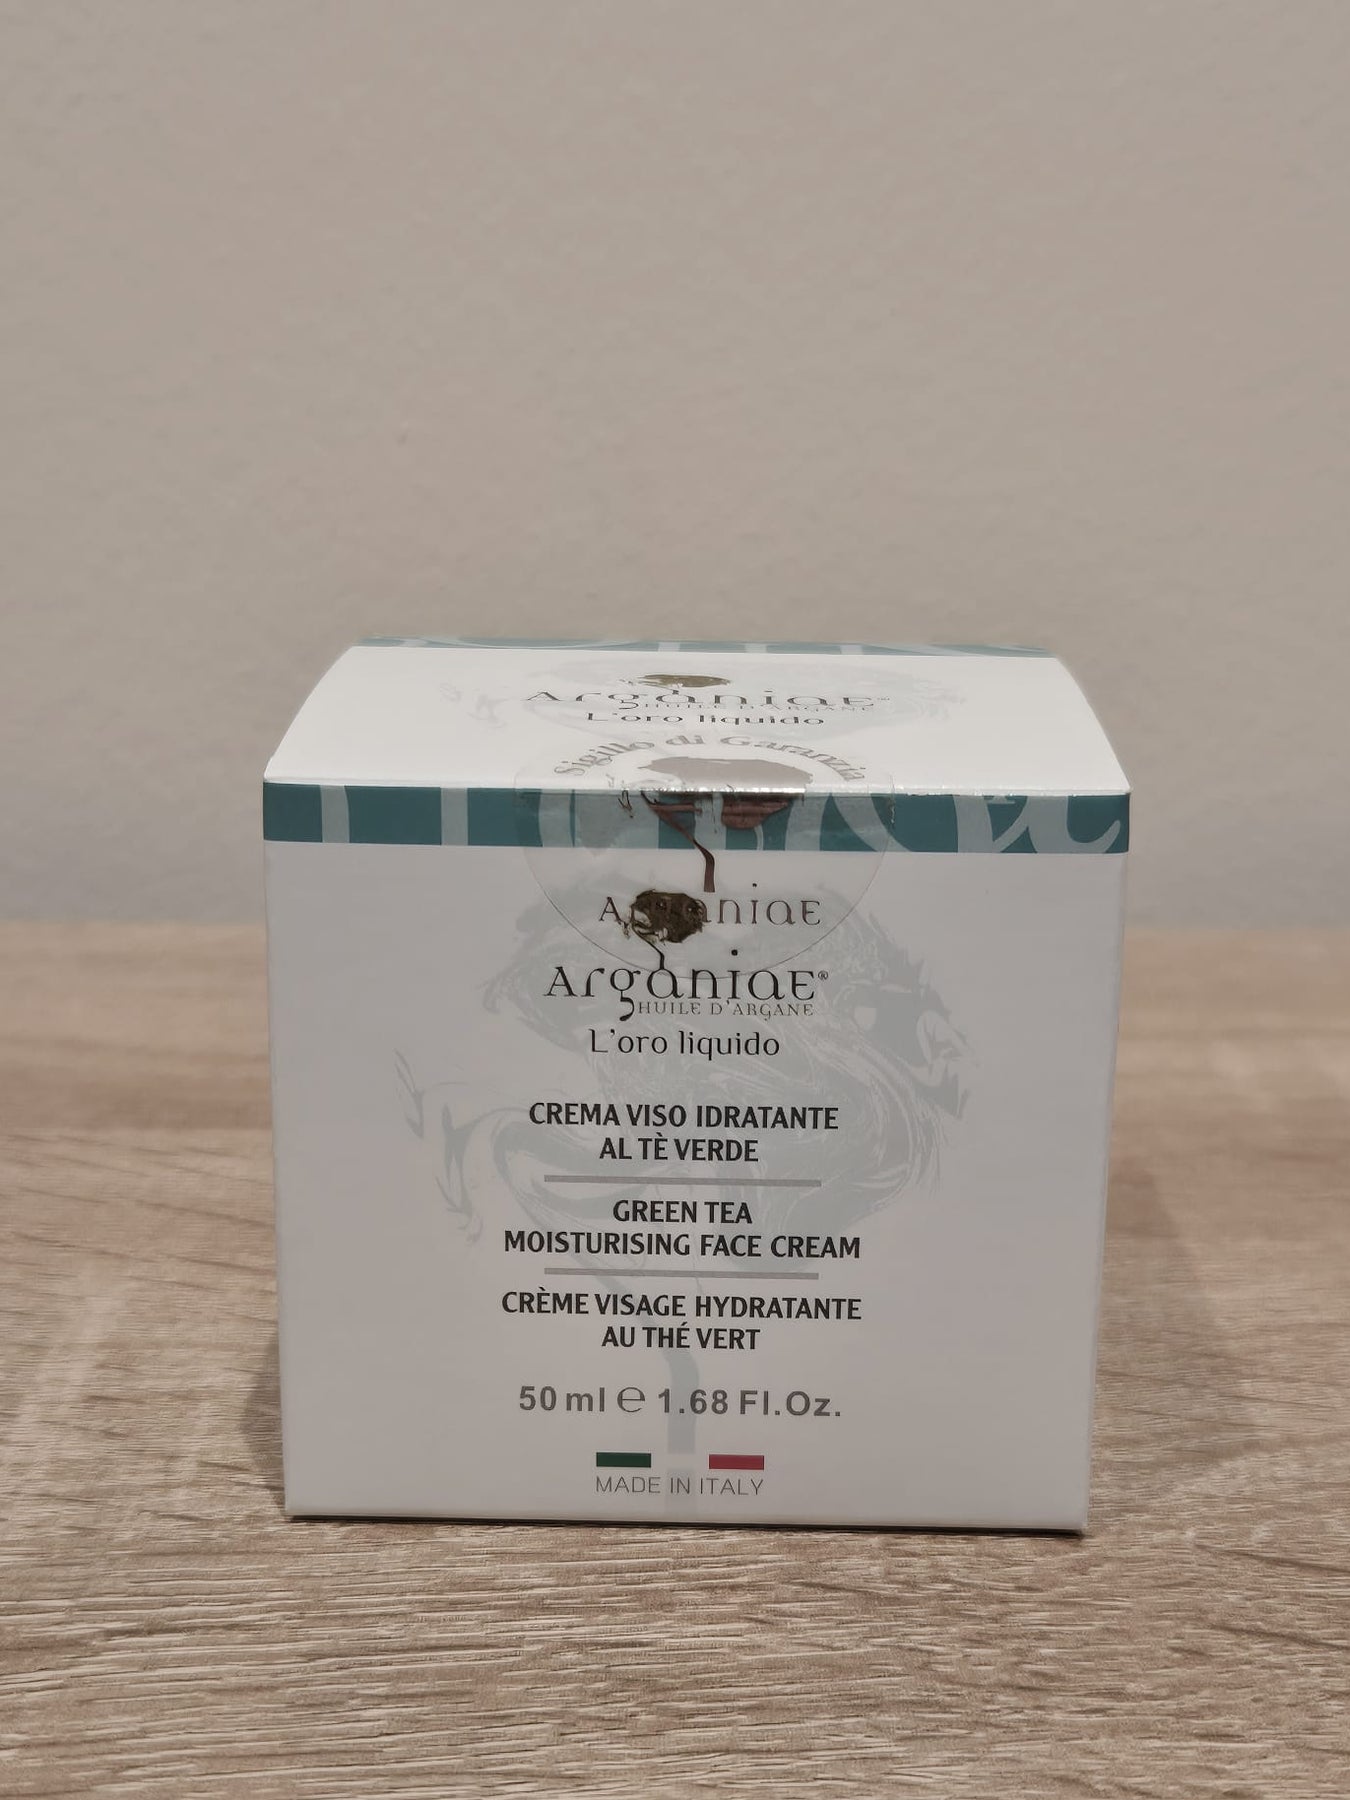 Arganiae®
HUILE D'ARGANE
L'oro liquido
Sigillo di Garanzia
Arganiae
Arganiae®
HUILE D'ARGANE
L'oro liquido
CREMA VISO IDRATANTE
AL TÈ VERDE
GREEN TEA
MOISTURISING FACE CREAM
CRÈME VISAGE HYDRATANTE
AU THÉ VERT
50 ml ℮ 1.68 Fl.Oz.
MADE IN ITALY